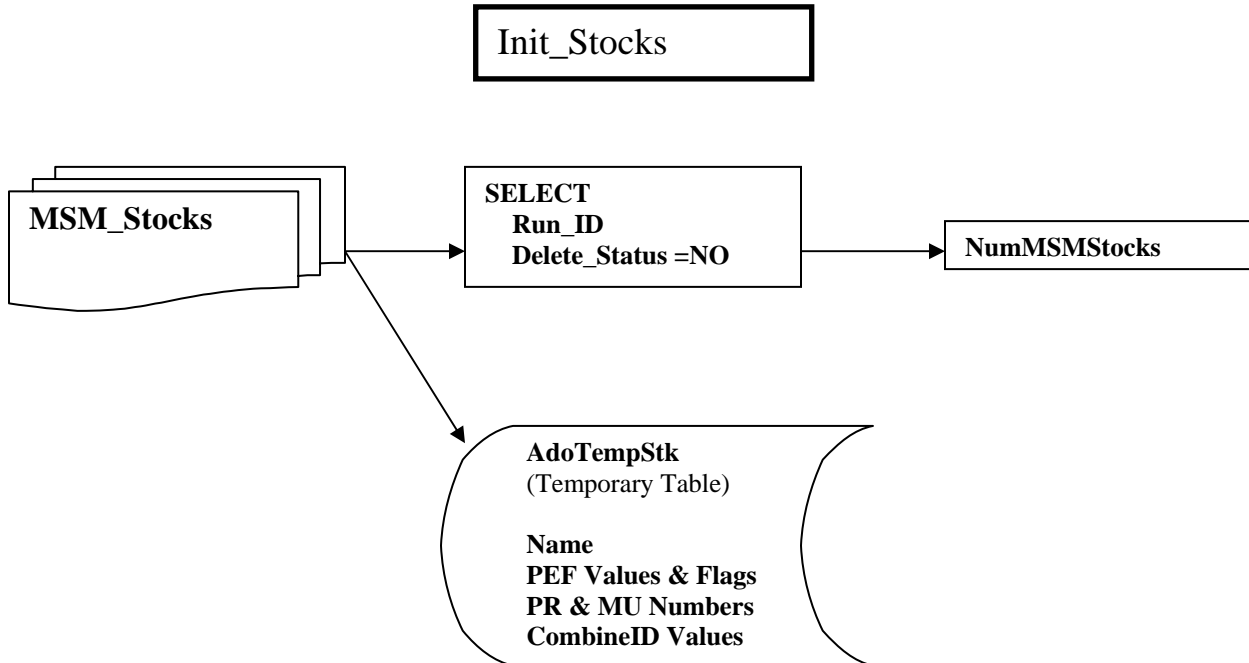 Init_Stocks
MSM_Stocks
SELECT
Run_ID
Delete_Status =NO
NumMSMStocks
AdoTempStk
(Temporary Table)
Name
PEF Values & Flags
PR & MU Numbers
CombineID Values